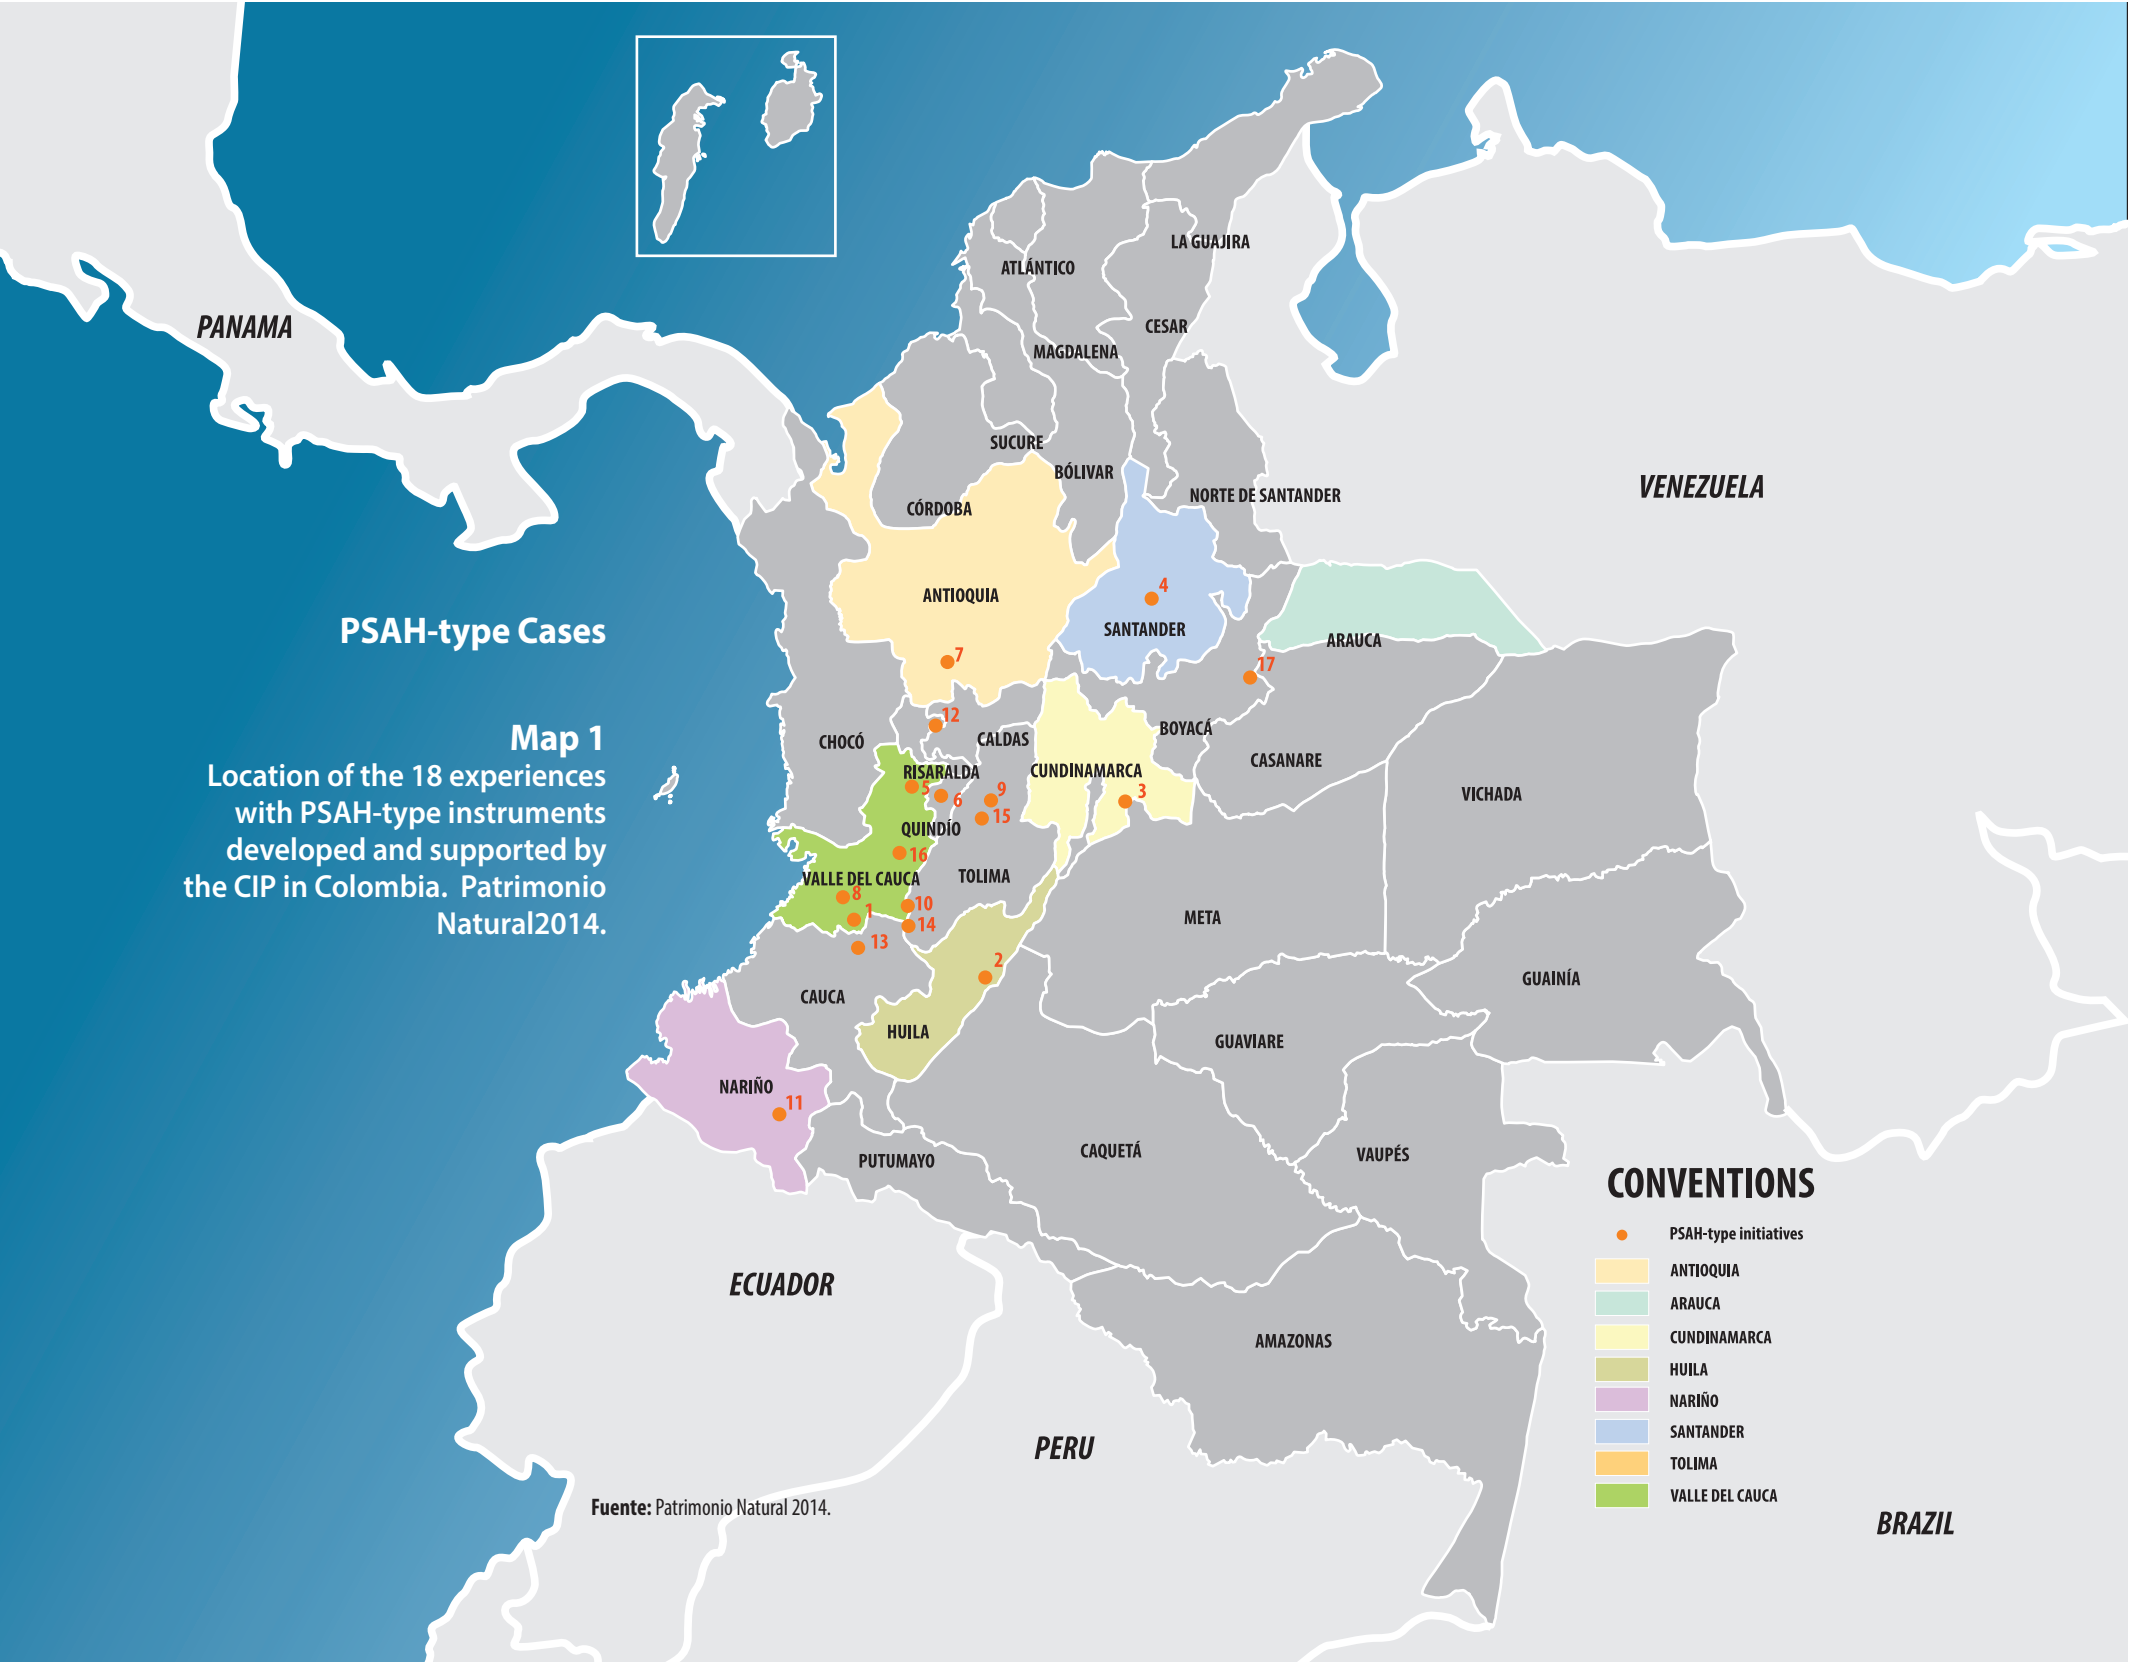 PANAMA
LA GUAJIRA
ATLÁNTICO
CESAR
MAGDALENA
SUCURE
BÓLIVAR
VENEZUELA
NORTE DE SANTANDER
CÓRDOBA
ANTIOQUIA
4
SANTANDER
ARAUCA
7
17
PSAH-type Cases
Map 1
Location of the 18 experiences
with PSAH-type instruments
developed and supported by
the CIP in Colombia. Patrimonio
Natural2014.
12
BOYACÁ
CHOCÓ
CALDAS
CASANARE
RISARALDA
CUNDINAMARCA
5
6
9
3
VICHADA
15
QUINDÍO
16
VALLE DEL CAUCA
TOLIMA
8
10
1
META
14
13
2
GUAINÍA
CAUCA
HUILA
GUAVIARE
NARIÑO
11
CAQUETÁ
VAUPÉS
PUTUMAYO
ECUADOR
AMAZONAS
PERU
BRAZIL
CONVENTIONS
PSAH-type initiatives
ANTIOQUIA
ARAUCA
CUNDINAMARCA
HUILA
NARIÑO
SANTANDER
TOLIMA
VALLE DEL CAUCA
Fuente: Patrimonio Natural 2014.